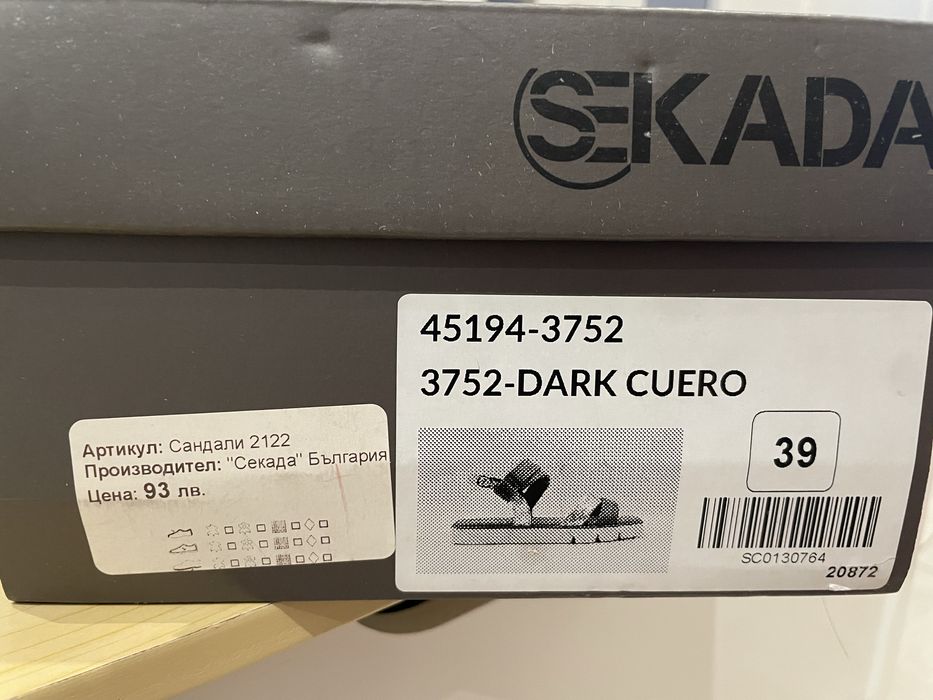 SEKADA
45194-3752
3752-DARK CUERO
39
SC0130764
20872
Артикул: Сандали 2122
Производител: "Секада" България
Цена: 93 лв.